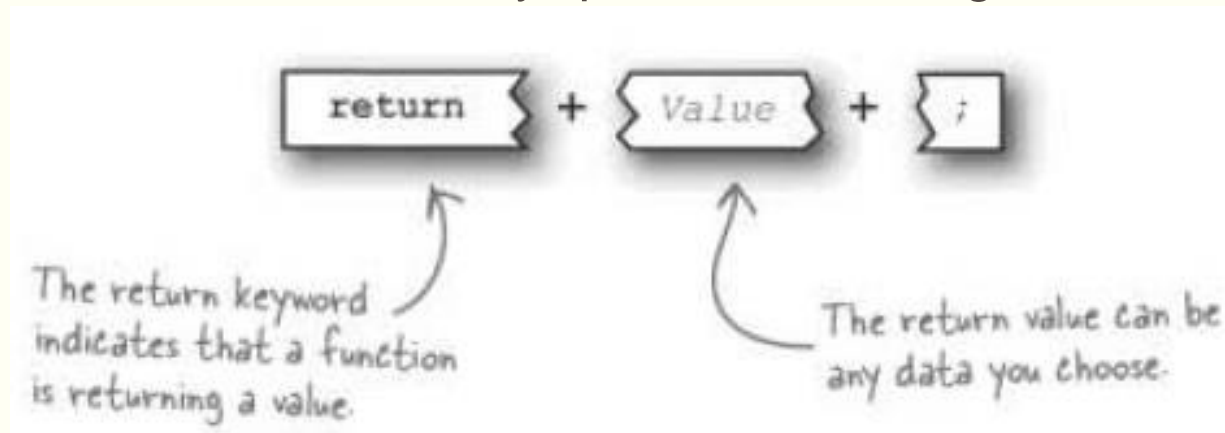 return + Value + ;
The return keyword
indicates that a function
is returning a value.
The return value can be
any data you choose.